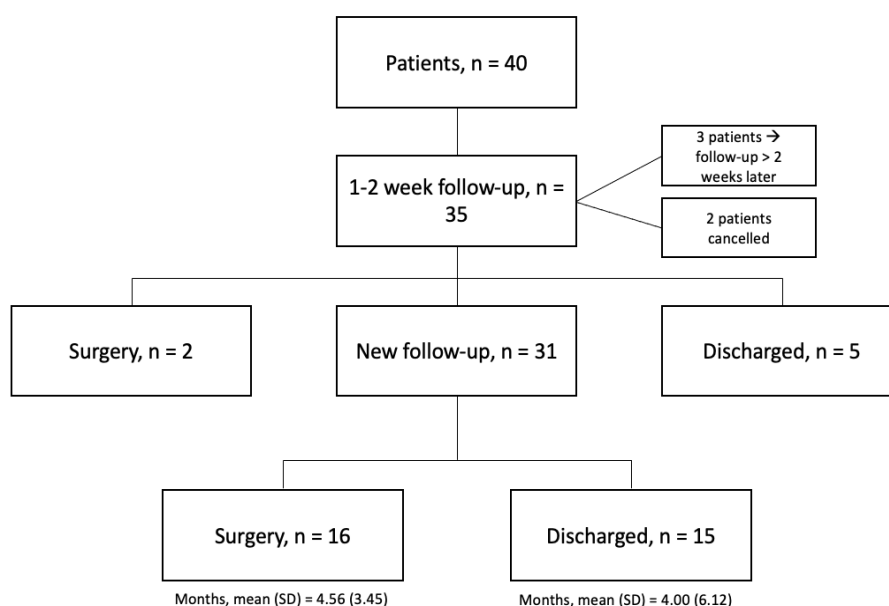 Patients, n = 40
3 patients →
follow-up > 2
weeks later
1-2 week follow-up, n =
35
2 patients
cancelled
Surgery, n = 2
New follow-up, n = 31
Discharged, n = 5
Surgery, n = 16
Discharged, n = 15
Months, mean (SD) = 4.56 (3.45)
Months, mean (SD) = 4.00 (6.12)